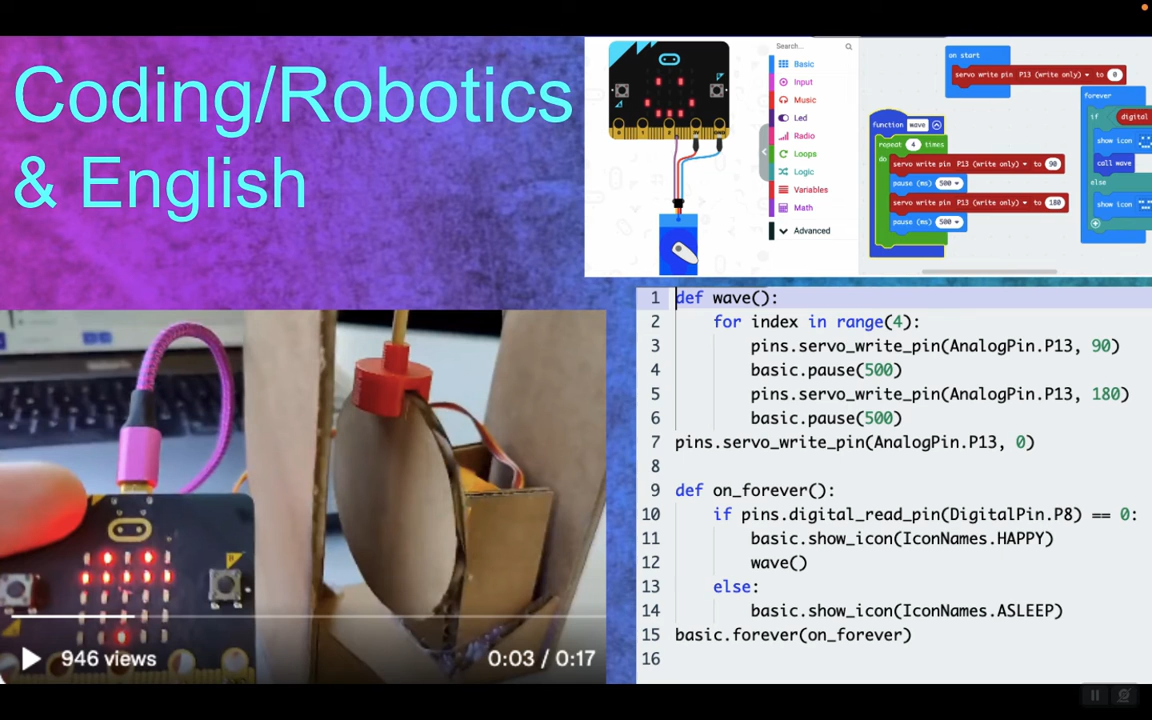 Coding/Robotics
& English
0
1
2
3V
GND
Search...
Basic
Input
Music
Led
Radio
Loops
Logic
Variables
Math
Advanced
on start
servo write pin P13 (write only) to 0
function wave
repeat 4 times
do
servo write pin P13 (write only) to 90
pause (ms) 500
servo write pin P13 (write only) to 180
pause (ms) 500
forever
if digital
show icon
call wave
else
show icon
1 def wave():
2 for index in range(4):
3 pins.servo_write_pin(AnalogPin.P13, 90)
4 basic.pause(500)
5 pins.servo_write_pin(AnalogPin.P13, 180)
6 basic.pause(500)
7 pins.servo_write_pin(AnalogPin.P13, 0)
8
9 def on_forever():
10 if pins.digital_read_pin(DigitalPin.P8) == 0:
11 basic.show_icon(IconNames.HAPPY)
12 wave()
13 else:
14 basic.show_icon(IconNames.ASLEEP)
15 basic.forever(on_forever)
16
946 views
0:03 / 0:17